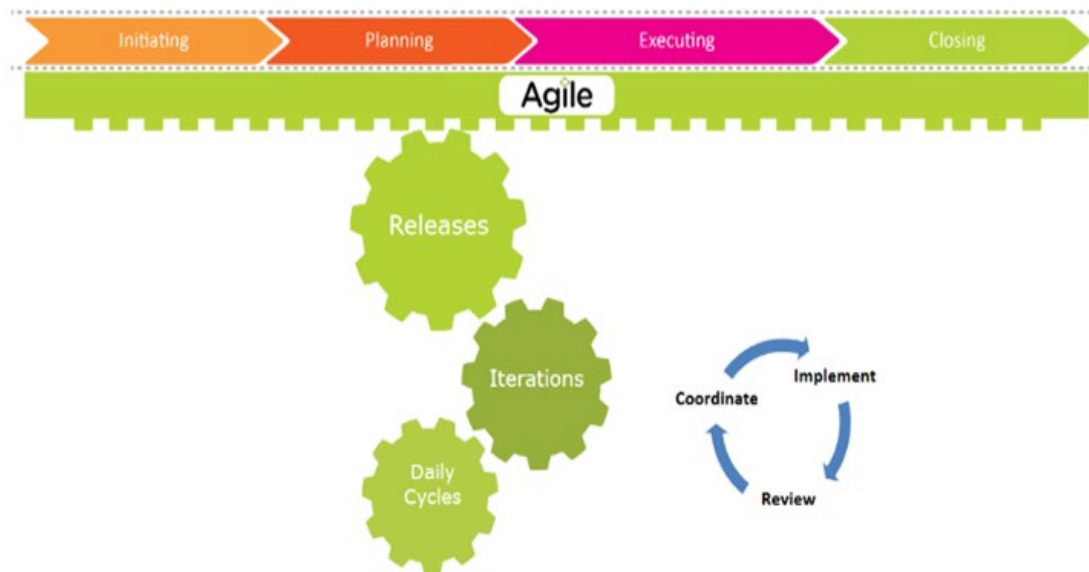 Initiating Planning Executing Closing
Agile
Releases
Iterations
Implement
Coordinate
Daily
Cycles
Review